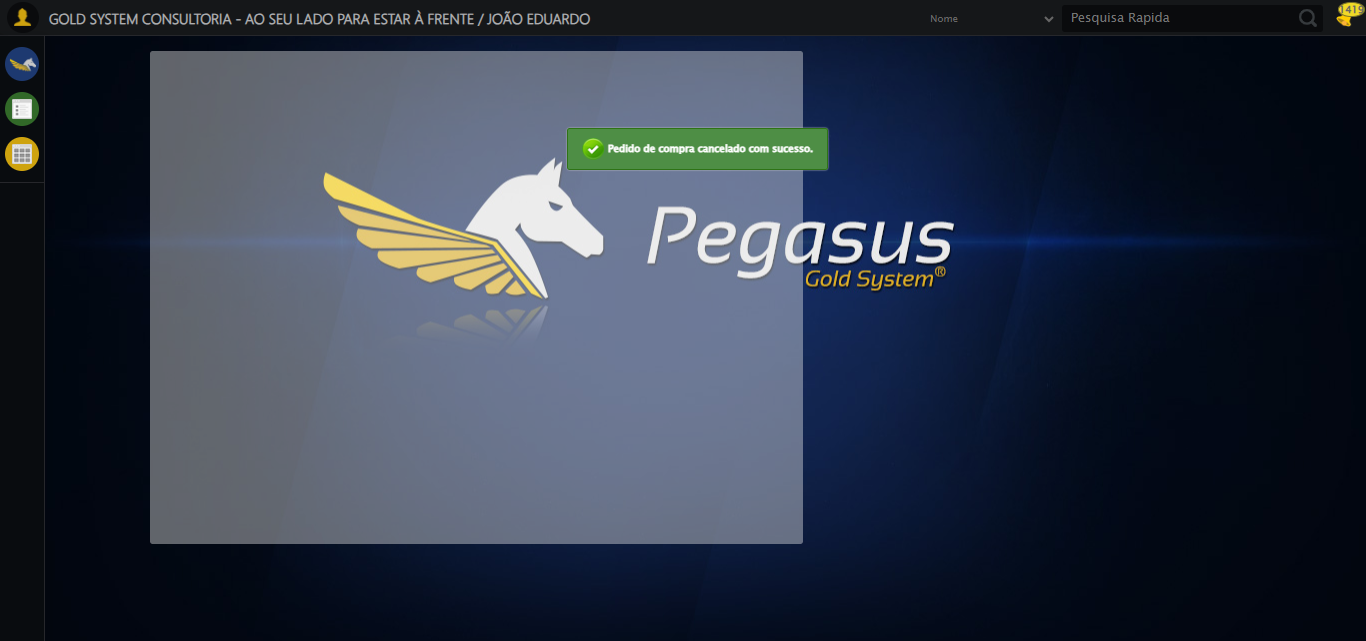 GOLD SYSTEM CONSULTORIA - AO SEU LADO PARA ESTAR À FRENTE / JOÃO EDUARDO
Nome
Pesquisa Rapida
1419
Pedido de compra cancelado com sucesso.
Pegasus
Gold System®